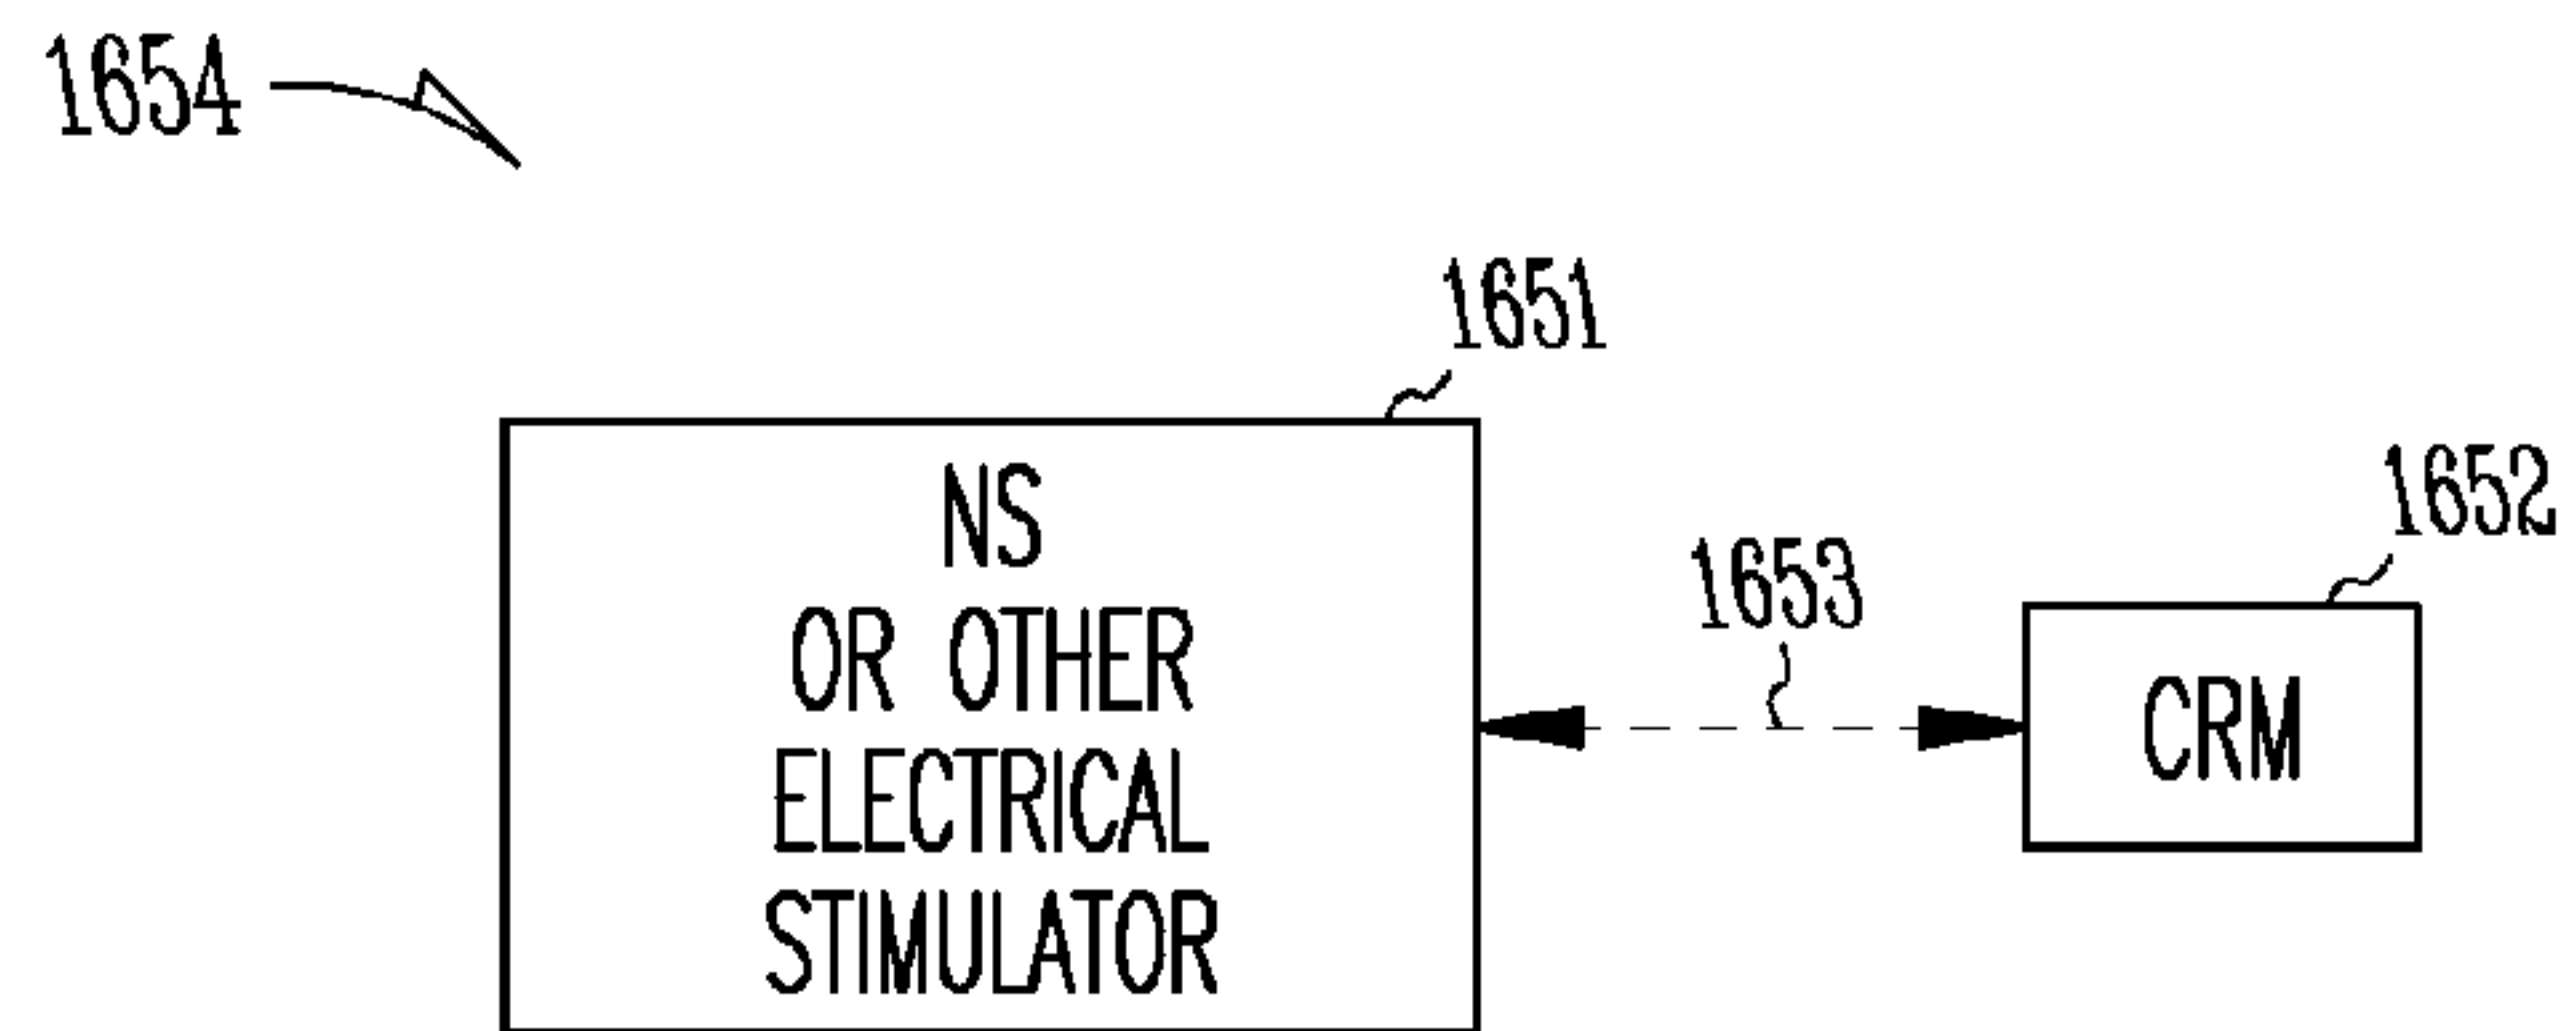 1654
1651
NS
OR OTHER
ELECTRICAL
STIMULATOR
1653
1652
CRM